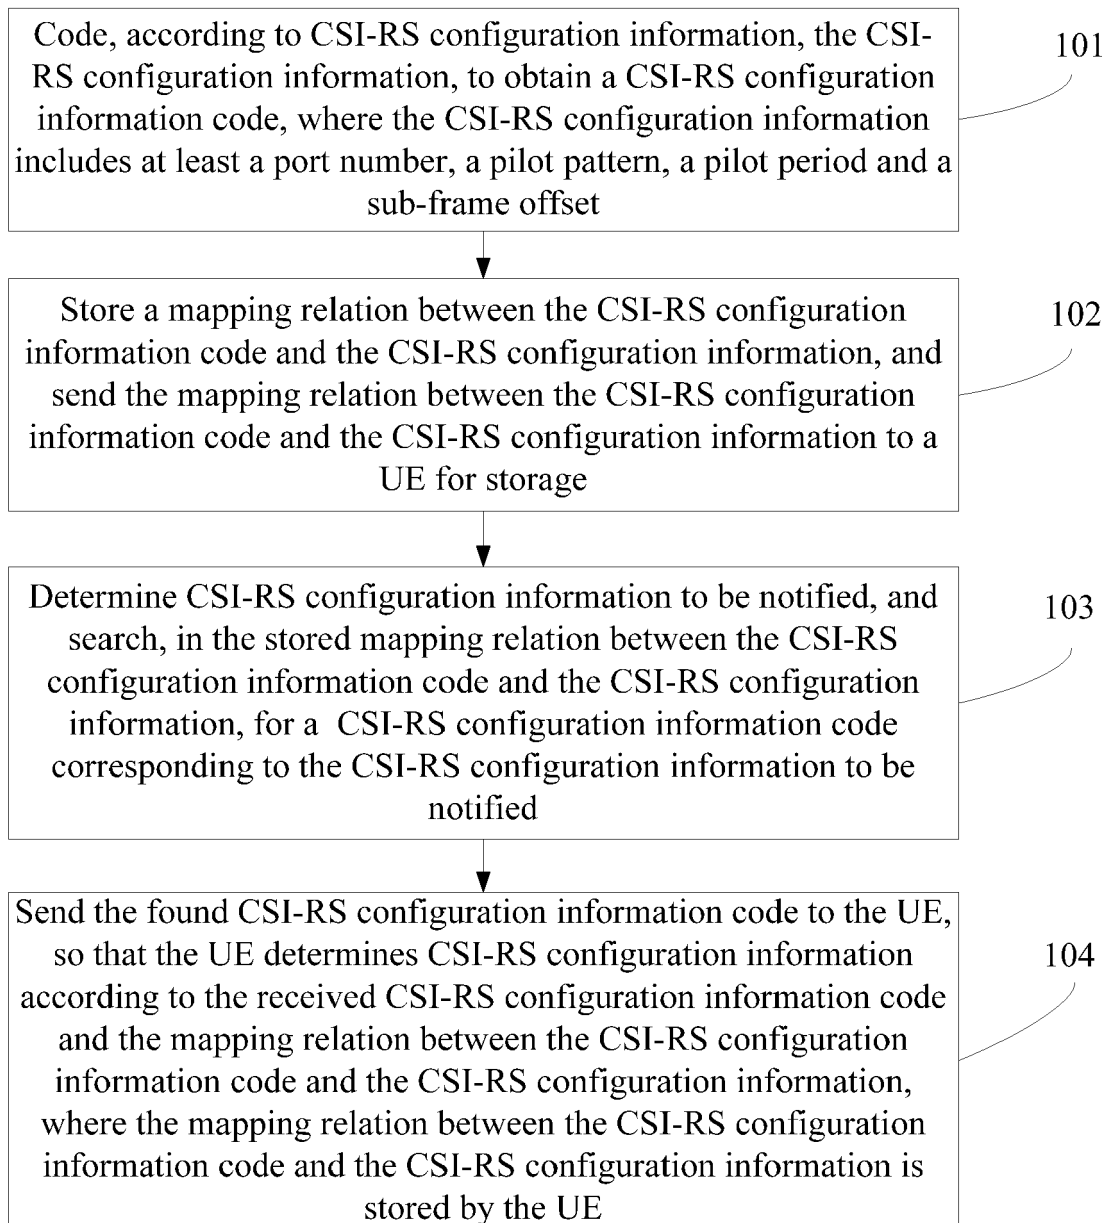 Code, according to CSI-RS configuration information, the CSI-
RS configuration information, to obtain a CSI-RS configuration
information code, where the CSI-RS configuration information
includes at least a port number, a pilot pattern, a pilot period and a
sub-frame offset
101
Store a mapping relation between the CSI-RS configuration
information code and the CSI-RS configuration information, and
send the mapping relation between the CSI-RS configuration
information code and the CSI-RS configuration information to a
UE for storage
102
Determine CSI-RS configuration information to be notified, and
search, in the stored mapping relation between the CSI-RS
configuration information code and the CSI-RS configuration
information, for a CSI-RS configuration information code
corresponding to the CSI-RS configuration information to be
notified
103
Send the found CSI-RS configuration information code to the UE,
so that the UE determines CSI-RS configuration information
according to the received CSI-RS configuration information code
and the mapping relation between the CSI-RS configuration
information code and the CSI-RS configuration information,
where the mapping relation between the CSI-RS configuration
information code and the CSI-RS configuration information is
stored by the UE
104